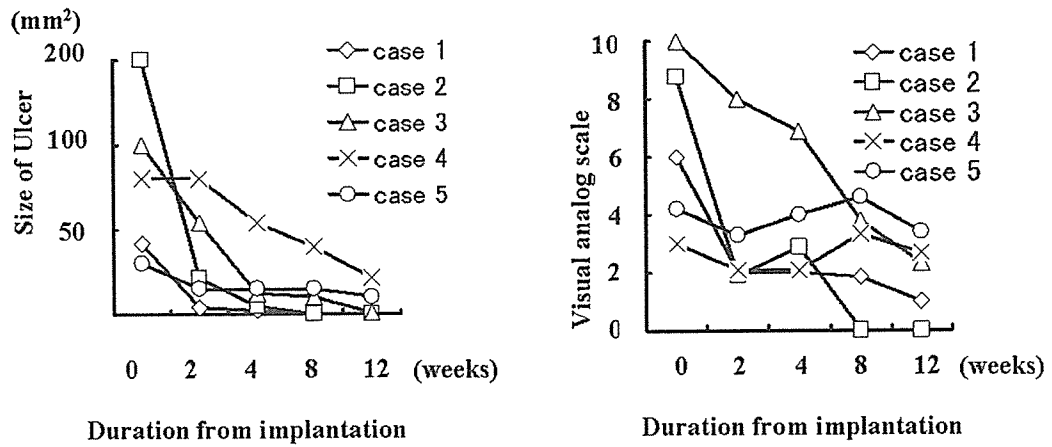 (mm²)
200
100
50
Size of Ulcer
case 1
case 2
case 3
case 4
case 5
0 2 4 8 12 (weeks)
Duration from implantation
10
8
6
4
2
0
Visual analog scale
case 1
case 2
case 3
case 4
case 5
0 2 4 8 12 (weeks)
Duration from implantation